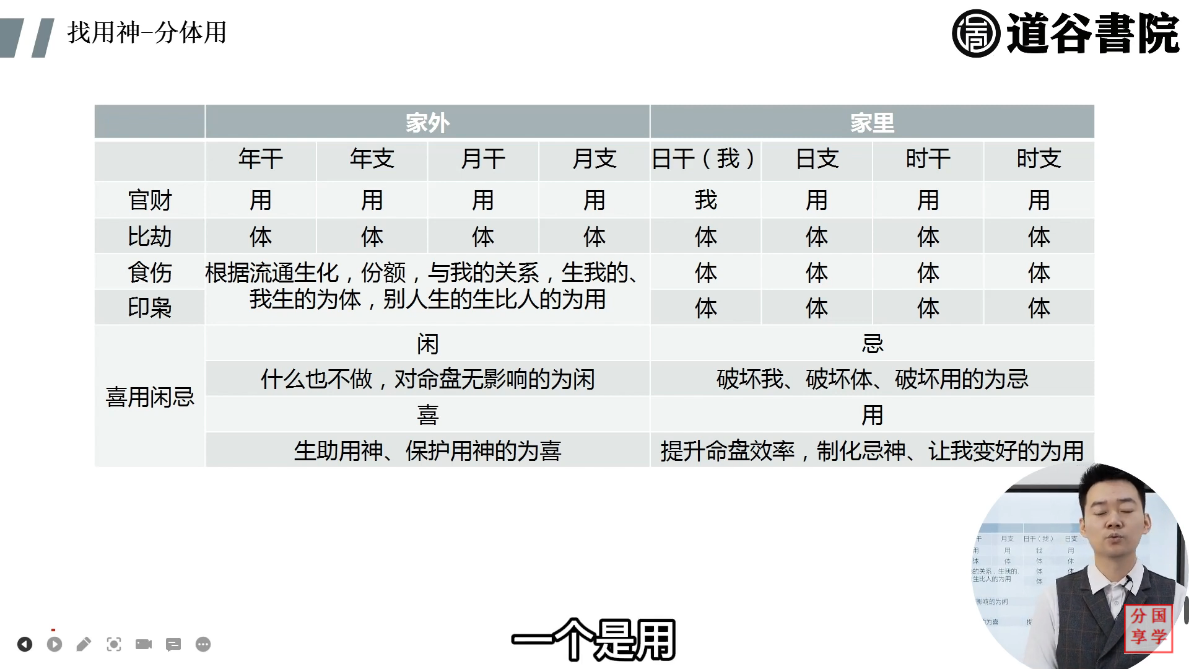 找用神-分体用
道谷書院
家外 家里
年干 年支 月干 月支 日干（我） 日支 时干 时支
官财 用 用 用 用 我 用 用 用
比劫 体 体 体 体 体 体 体 体
食伤 根据流通生化，份额，与我的关系，生我的、 体 体 体 体
我生的为体，别人生的生比人的为用
印枭 体 体 体 体
喜用闲忌
闲 忌
什么也不做，对命盘无影响的为闲 破坏我、破坏体、破坏用的为忌
喜 用
生助用神、保护用神的为喜 提升命盘效率，制化忌神、让我变好的为用
一个是用
分国
享学